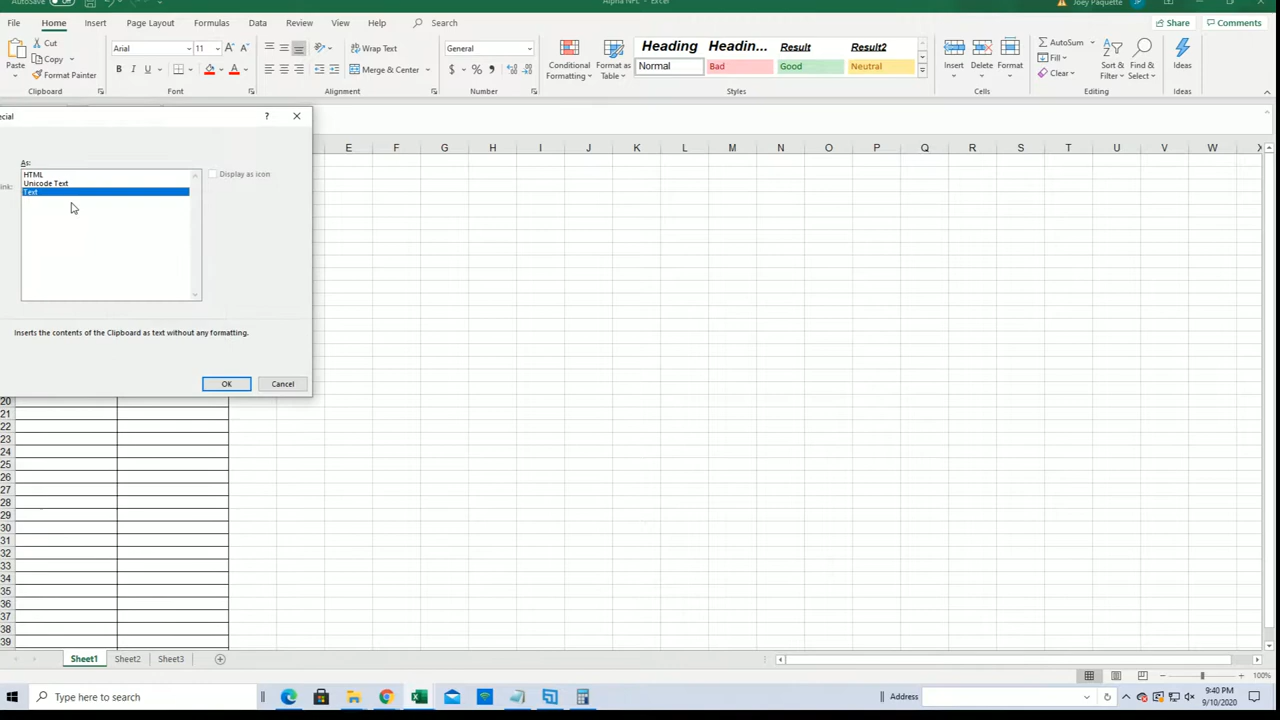 AutoSave Off Alpha NFL - Excel Joey Paquette JP
File Home Insert Page Layout Formulas Data Review View Help Search Share Comments
Cut Arial 11 Wrap Text General Heading Headin... Result Result2 AutoSum
Copy Fill
Paste Format Painter B I U Merge & Center $ % Conditional Formatting Format as Table Normal Bad Good Neutral Insert Delete Format Clear Sort & Filter Find & Select Ideas
Clipboard Font Alignment Number Styles Cells Editing Ideas
ecial ? ×
E F G H I J K L M N O P Q R S T U V W X
As:
HTML
Display as icon
Unicode Text
ink:
Text
Inserts the contents of the Clipboard as text without any formatting.
OK Cancel
20
21
22
23
24
25
26
27
28
29
30
31
32
33
34
35
36
37
38
39
Sheet1 Sheet2 Sheet3
100%
Type here to search Address 9:40 PM
9/10/2020